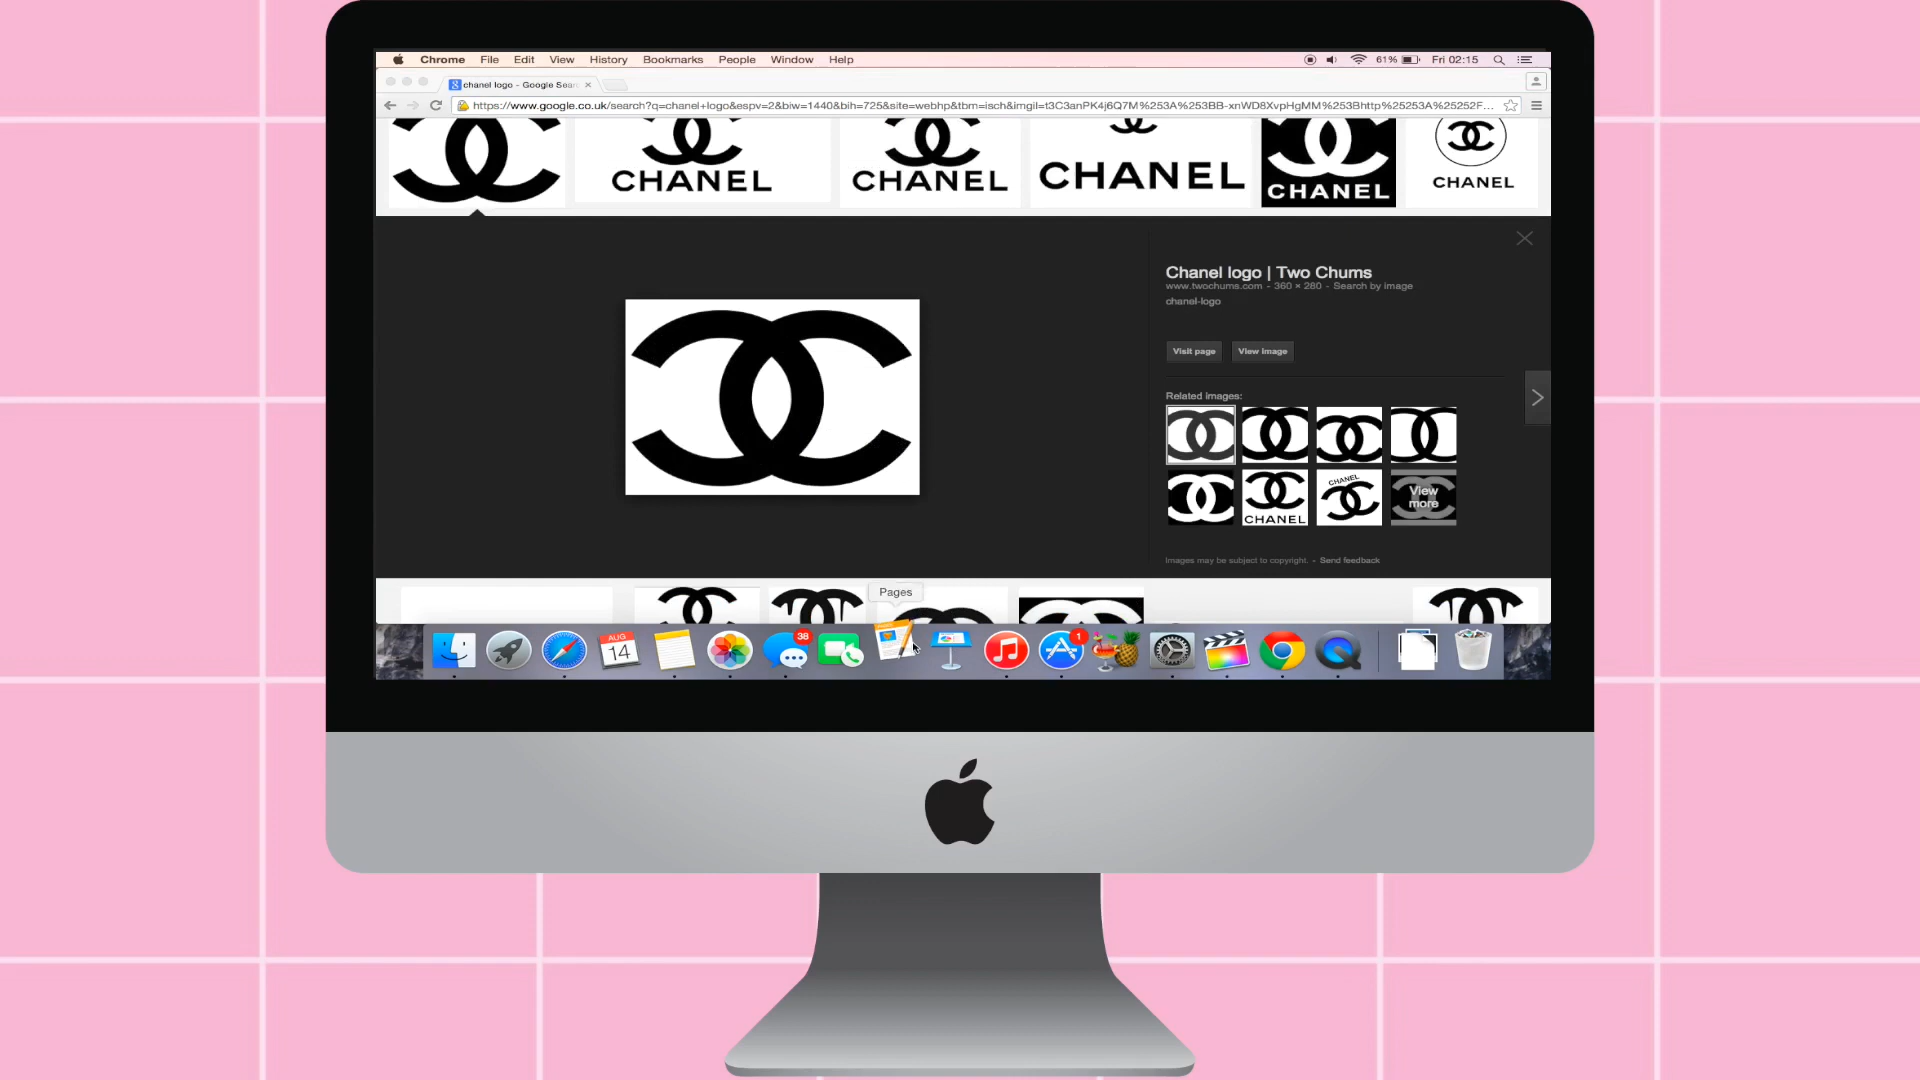 Chrome File Edit View History Bookmarks People Window Help 61% Fri 02:15
chanel logo - Google Sear
https://www.google.co.uk/search?q=chanel+logo&espv=2&biw=1440&bih=725&site=webhp&tbm=isch&imgil=t3C3anPK4j6Q7M%253A%253BB-xnWD8XvpHgMM%253Bhttp%25253A%25252F...
CHANEL CHANEL CHANEL CHANEL CHANEL
Chanel logo | Two Chums
www.twochums.com - 360 × 280 - Search by image
chanel-logo
Visit page View image
Related images:
CHANEL CHANEL View more
Images may be subject to copyright. - Send feedback
Pages
AUG 38 1
14